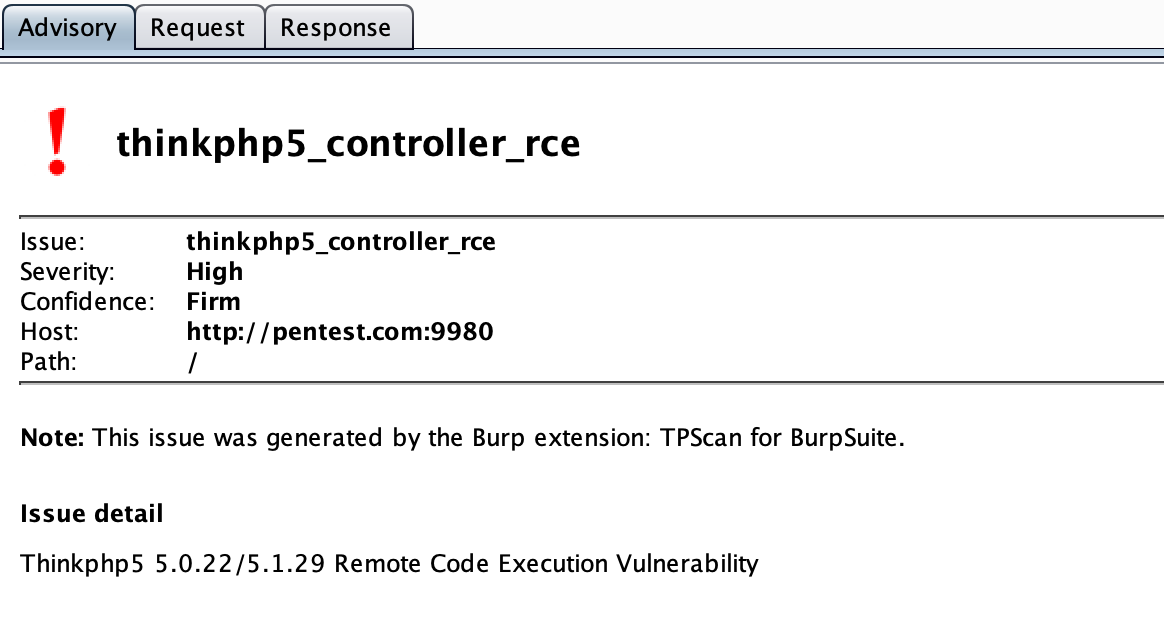 Advisory Request Response
thinkphp5_controller_rce
Issue: thinkphp5_controller_rce
Severity: High
Confidence: Firm
Host: http://pentest.com:9980
Path: /
Note: This issue was generated by the Burp extension: TPScan for BurpSuite.
Issue detail
Thinkphp5 5.0.22/5.1.29 Remote Code Execution Vulnerability